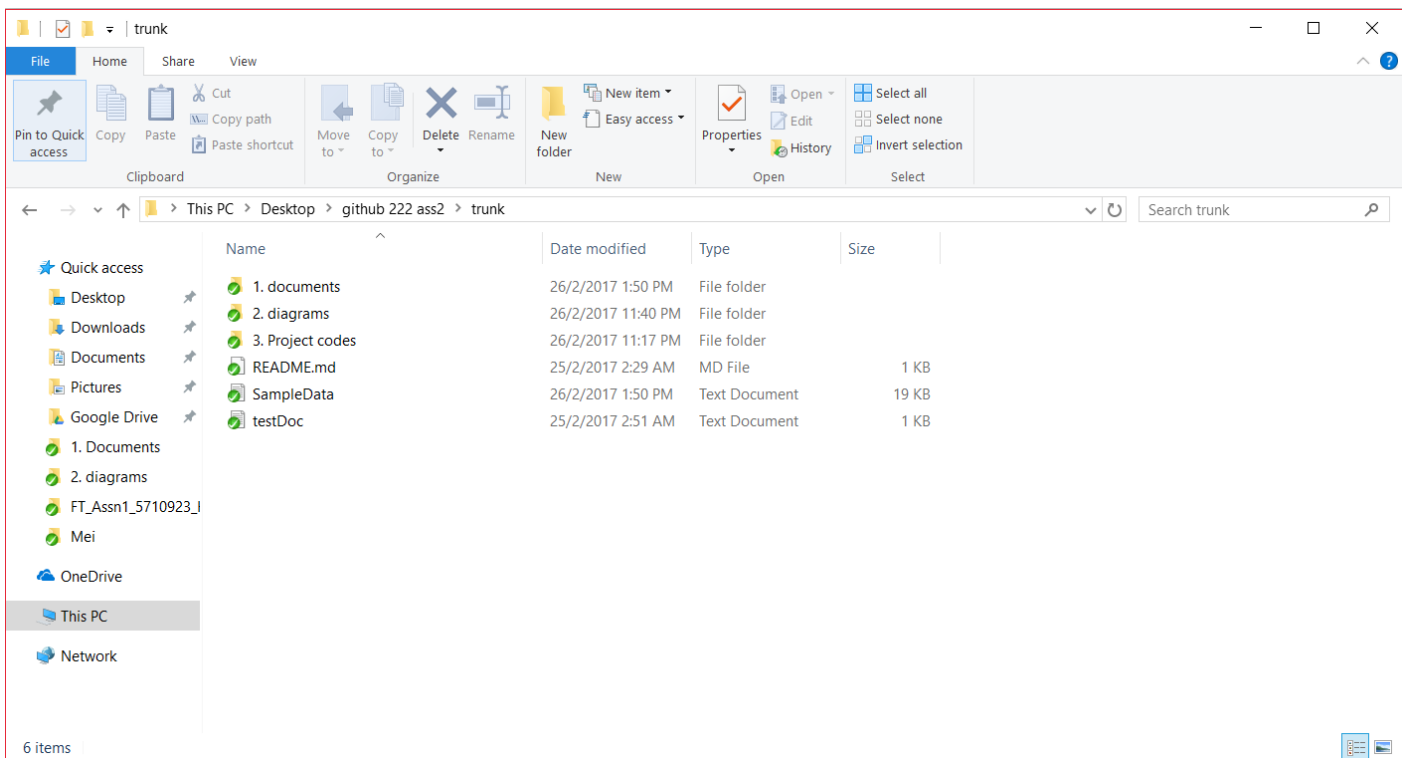 trunk
File Home Share View
Pin to Quick access
Copy
Paste
Cut
Copy path
Paste shortcut
Clipboard
Move to
Copy to
Delete
Rename
Organize
New folder
New item
Easy access
New
Properties
Open
Edit
History
Open
Select all
Select none
Invert selection
Select
This PC > Desktop > github 222 ass2 > trunk
Search trunk
Quick access
Desktop
Downloads
Documents
Pictures
Google Drive
1. Documents
2. diagrams
FT_Assn1_5710923_
Mei
OneDrive
This PC
Network
Name Date modified Type Size
1. documents 26/2/2017 1:50 PM File folder
2. diagrams 26/2/2017 11:40 PM File folder
3. Project codes 26/2/2017 11:17 PM File folder
README.md 25/2/2017 2:29 AM MD File 1 KB
SampleData 26/2/2017 1:50 PM Text Document 19 KB
testDoc 25/2/2017 2:51 AM Text Document 1 KB
6 items